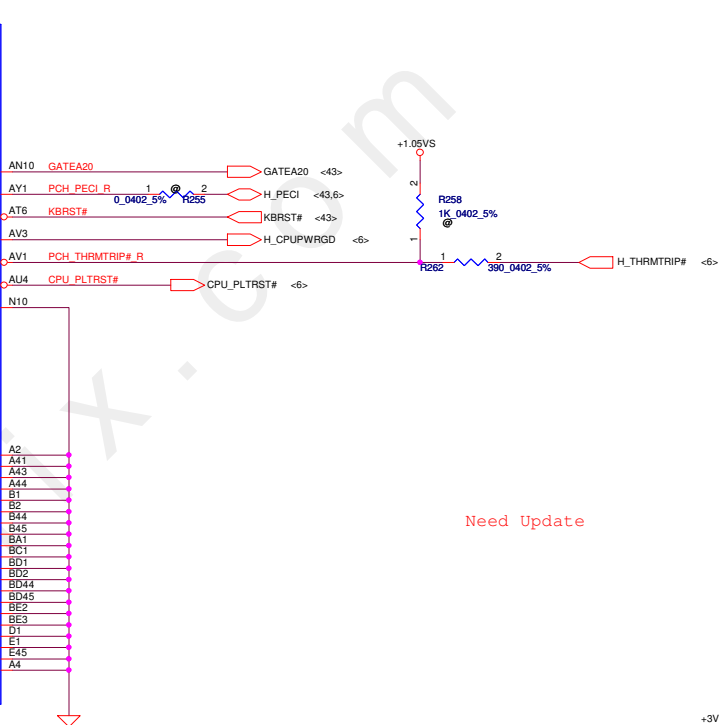 +1.05VS
AN10 GATEA20 GATEA20 <43>
AY1 PCH_PECI_R 1 @ 2 H_PECI <43,6>
0_0402_5% R255
2 R258
1K_0402_5%
@
AT6 KBRST# KBRST# <43>
AV3 H_CPUPWRGD <6>
1
AV1 PCH_THRMTRIP#_R 1 2 H_THRMTRIP# <6>
R262 390_0402_5%
AU4 CPU_PLTRST# CPU_PLTRST# <6>
N10
A2
A41
A43
A44
B1
B2
B44
B45
BA1
BC1
BD1
BD2
BD44
BD45
BE2
BE3
D1
E1
E45
A4
Need Update
+3V
ix.com